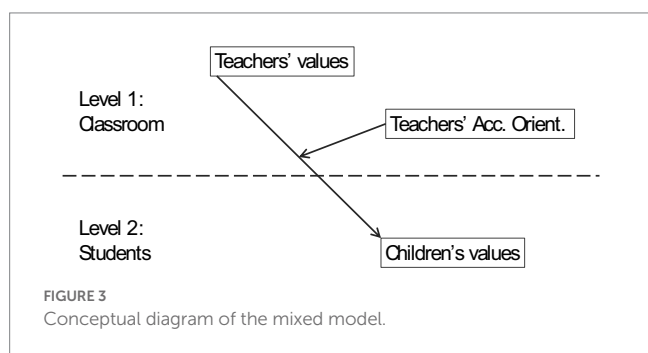 Teachers' values
Level 1:
Classroom
Teachers' Acc. Orient.
Level 2:
Students
Children's values
FIGURE 3
Conceptual diagram of the mixed model.